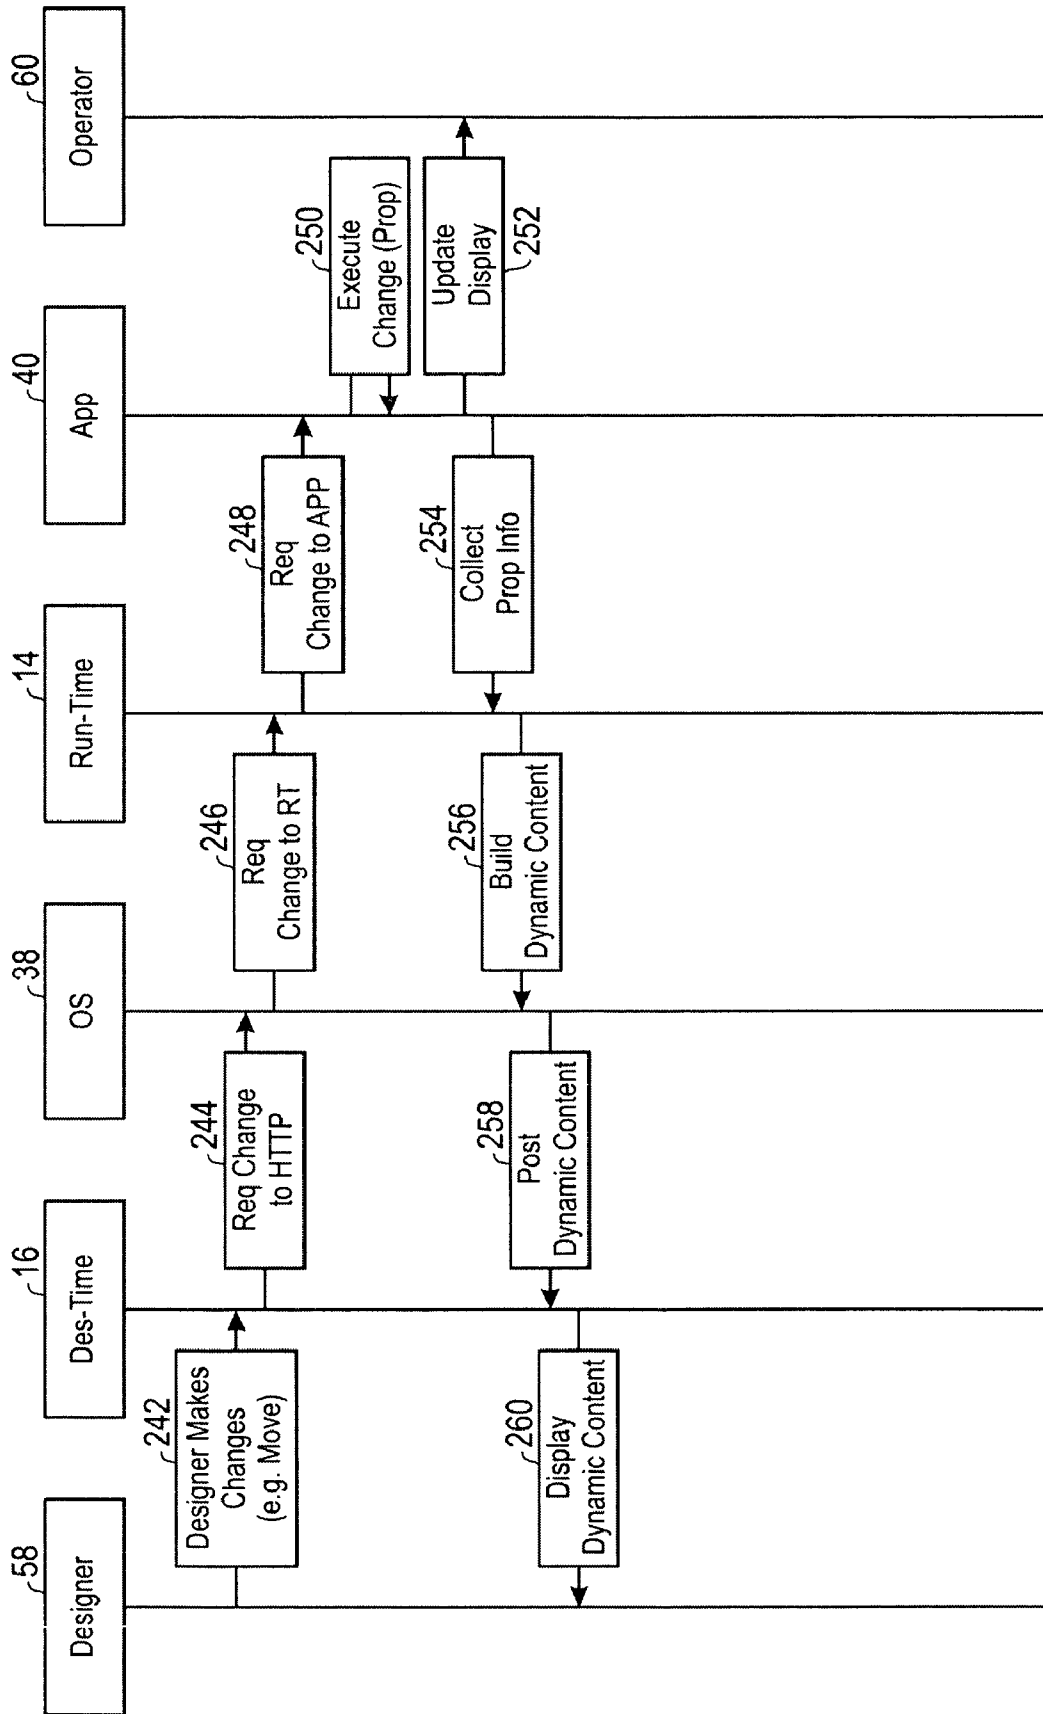 58
Designer
16
Des-Time
38
OS
14
Run-Time
40
App
60
Operator
242
Designer Makes
Changes
(e.g. Move)
244
Req Change
to HTTP
246
Req
Change to RT
248
Req
Change to APP
250
Execute
Change (Prop)
Update
Display
252
254
Collect
Prop Info
256
Build
Dynamic Content
258
Post
Dynamic Content
260
Display
Dynamic Content